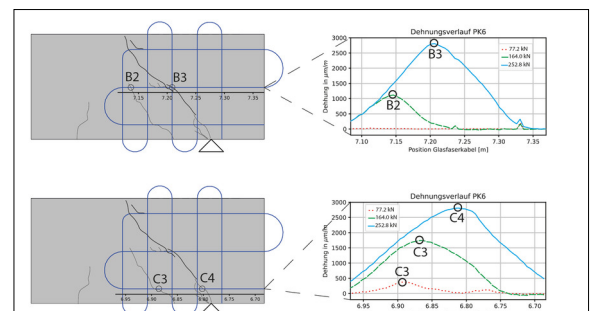 Dehnungsverlauf PK6
3000
2500
2000
1500
1000
500
0
Dehnung in μm/m
77.2 kN
164.0 kN
252.8 kN
B3
B2
7.10 7.15 7.20 7.25 7.30 7.35
Position Glasfaserkabel [m]
B2 B3
7.15 7.20 7.25 7.30 7.35
Dehnungsverlauf PK6
3000
2500
2000
1500
1000
500
0
Dehnung in μm/m
77.2 kN
164.0 kN
252.8 kN
C4
C3
C3
6.95 6.90 6.85 6.80 6.75 6.70
C3 C4
6.95 6.85 6.80 6.75 6.70